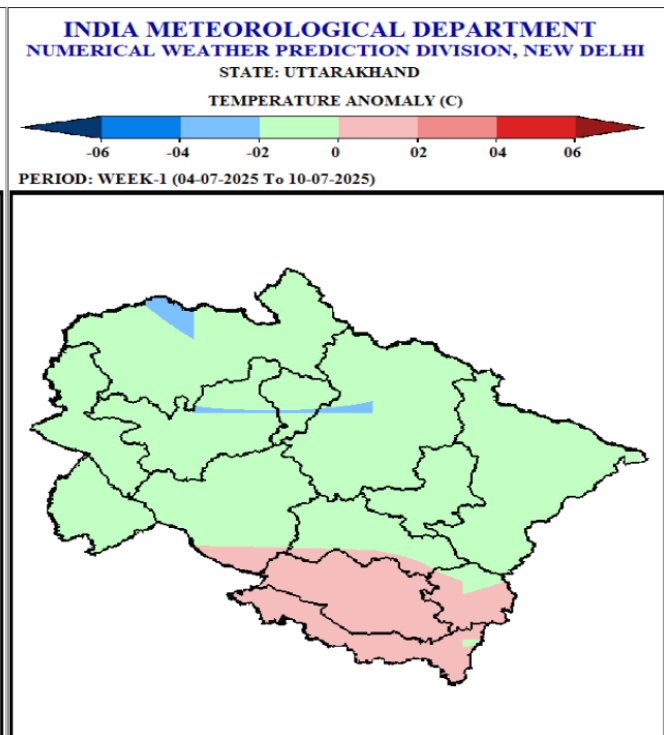 INDIA METEOROLOGICAL DEPARTMENT
NUMERICAL WEATHER PREDICTION DIVISION, NEW DELHI
STATE: UTTARAKHAND
TEMPERATURE ANOMALY (C)
-06 -04 -02 0 02 04 06
PERIOD: WEEK-1 (04-07-2025 To 10-07-2025)